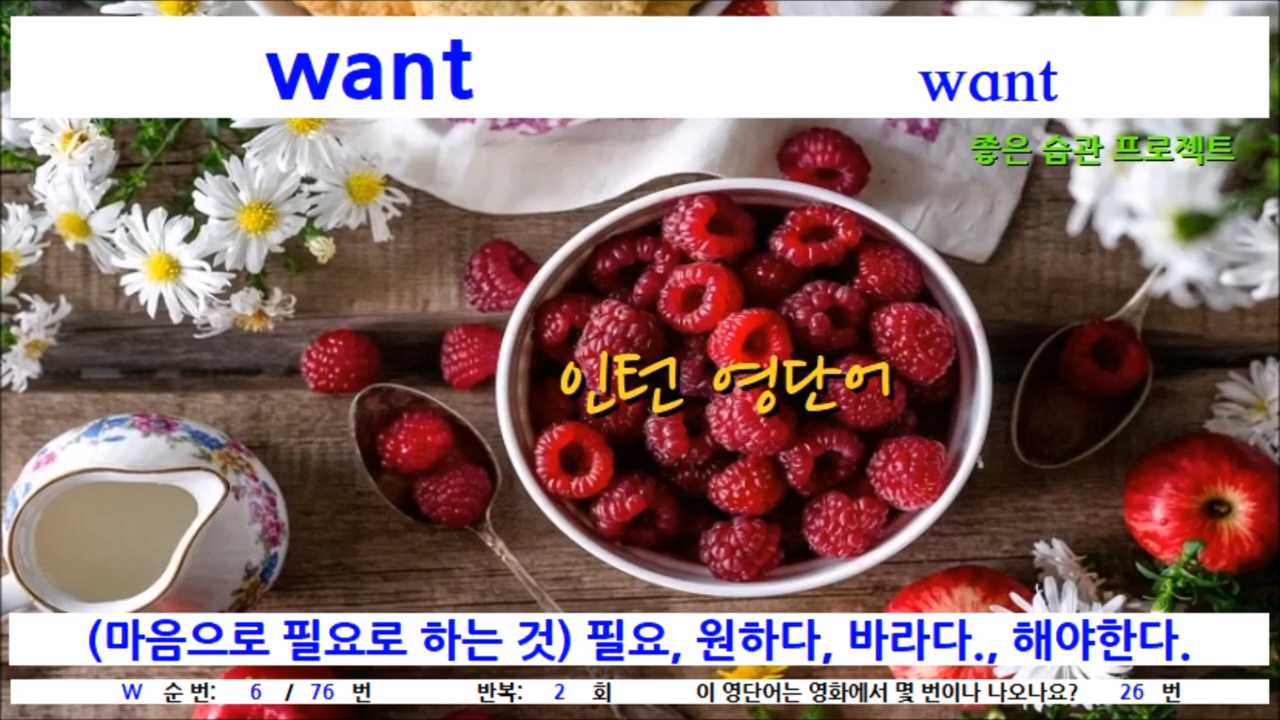 want want
좋은 습관 프로젝트
인턴 영단어
(마음으로 필요로 하는 것) 필요, 원하다, 바라다., 해야한다.
W 순 번: 6 / 76 번 반복: 2 회 이 영단어는 영화에서 몇 번이나 나오나요? 26 번